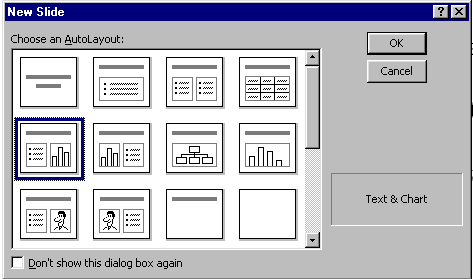 New Slide
Choose an AutoLayout:
OK
Cancel
Text & Chart
Don't show this dialog box again